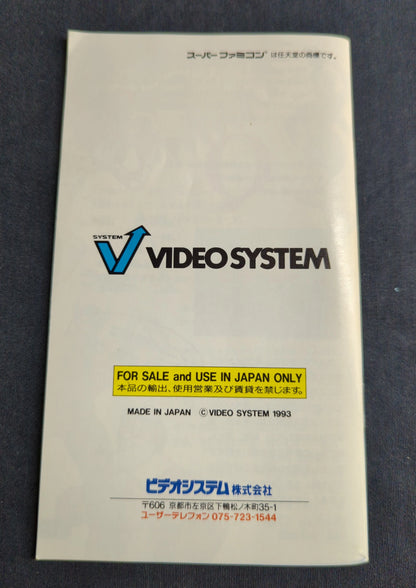 スーパーファミコン®は任天堂の商標です。
SYSTEM
V VIDEO SYSTEM
FOR SALE and USE IN JAPAN ONLY
本品の輸出、使用営業及び賃貸を禁じます。
MADE IN JAPAN Ⓒ VIDEO SYSTEM 1993
ビデオシステム株式会社
〒606 京都市左京区下鴨松ノ木町35-1
ユーザーテレフォン 075-723-1544